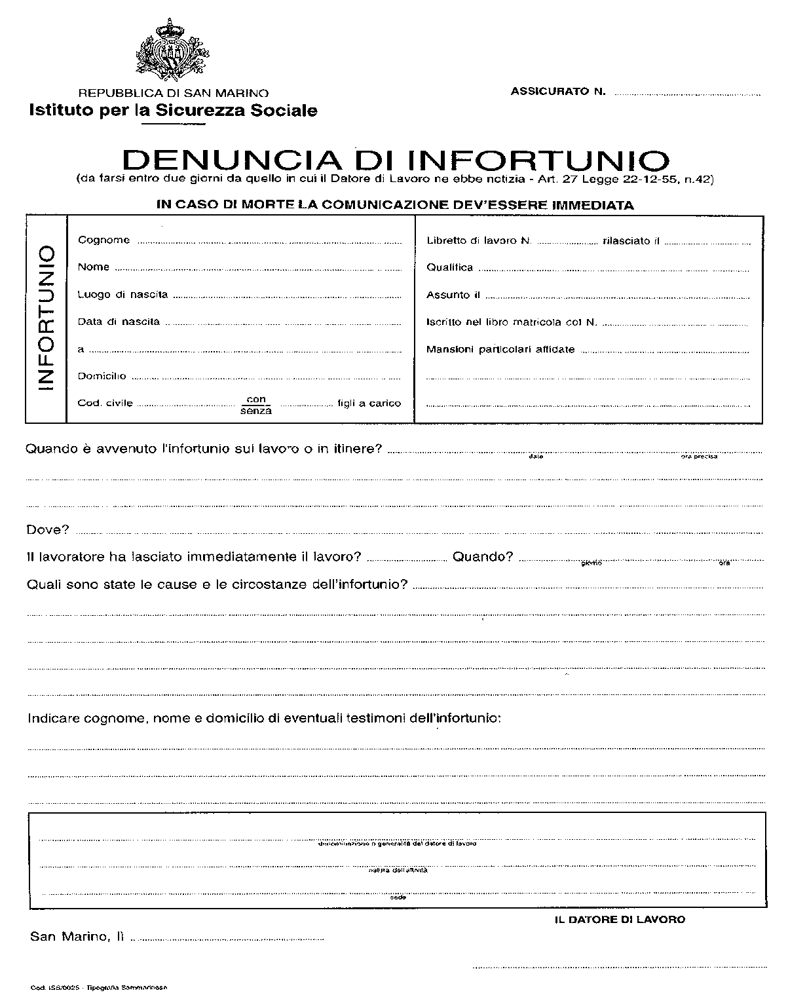 REPUBBLICA DI SAN MARINO
Istituto per la Sicurezza Sociale
ASSICURATO N.
DENUNCIA DI INFORTUNIO
(da farsi entro due giorni da quello in cui il Datore di Lavoro ne ebbe notizia - Art. 27 Legge 22-12-55, n.42)
IN CASO DI MORTE LA COMUNICAZIONE DEV'ESSERE IMMEDIATA
INFORTUNIO
Cognome
Nome
Luogo di nascita
Data di nascita
a
Domicilio
Cod. civile con senza figli a carico
Libretto di lavoro N. rilasciato il
Qualifica
Assunto il
Iscritto nel libro matricola col N.
Mansioni particolari affidate
Quando è avvenuto l'infortunio sul lavoro o in itinere?
data ora precisa
Dove?
Il lavoratore ha lasciato immediatamente il lavoro? Quando?
giorno ora
Quali sono state le cause e le circostanze dell'infortunio?
Indicare cognome, nome e domicilio di eventuali testimoni dell'infortunio:
denominazione o generalità del datore di lavoro
natura dell'attività
sede
IL DATORE DI LAVORO
San Marino, lì
Cod. ISS/0025 - Tipografia Sammarinese